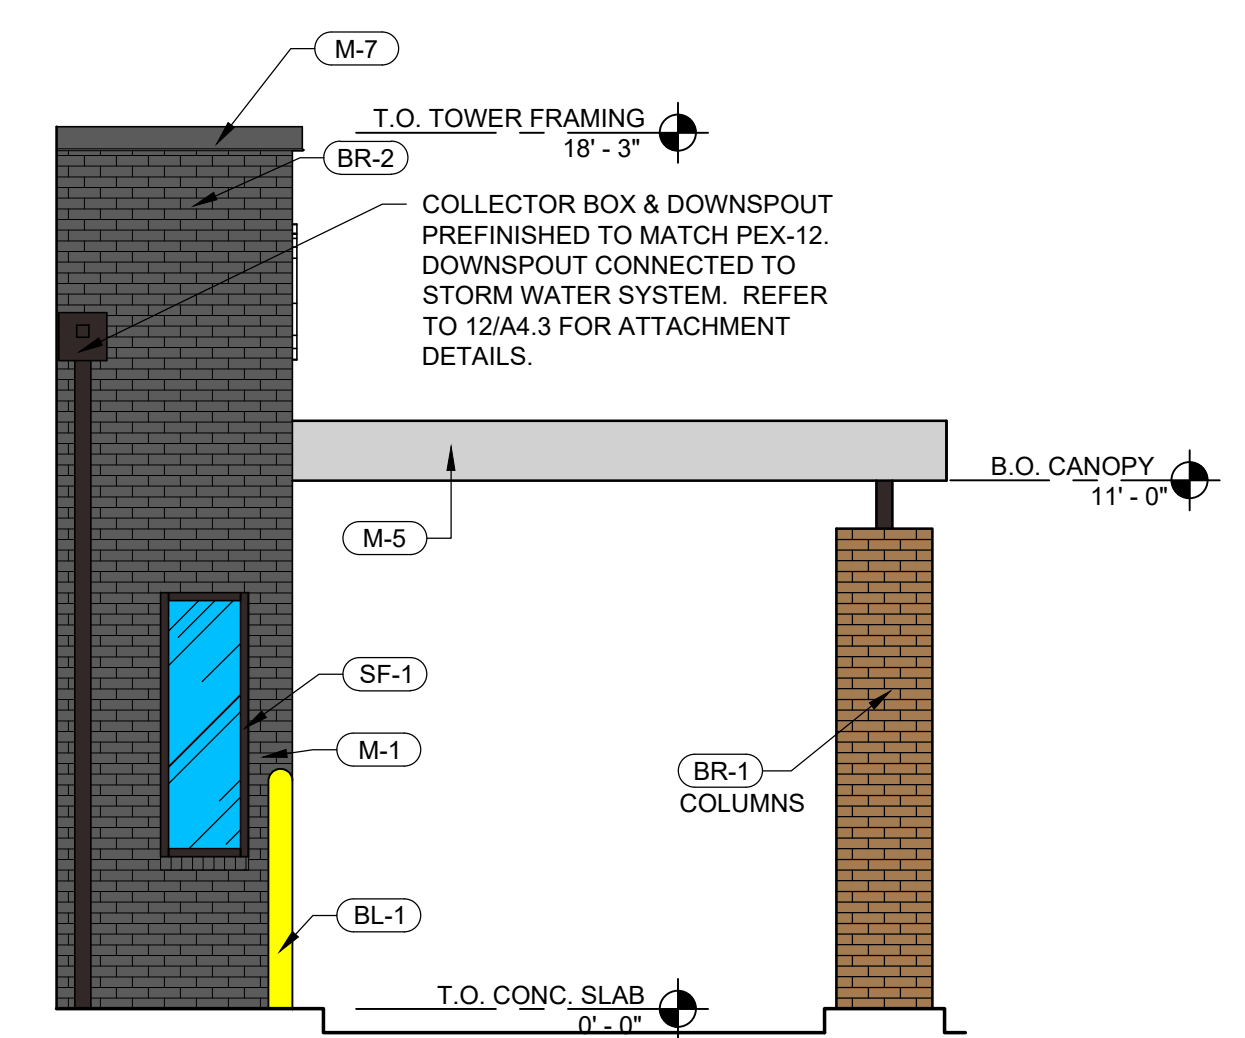 M-7
T.O. TOWER FRAMING
18' - 3"
BR-2
COLLECTOR BOX & DOWNSPOUT
PREFINISHED TO MATCH PEX-12.
DOWNSPOUT CONNECTED TO
STORM WATER SYSTEM. REFER
TO 12/A4.3 FOR ATTACHMENT
DETAILS.
B.O. CANOPY
11' - 0"
M-5
SF-1
M-1
BR-1
COLUMNS
BL-1
T.O. CONC. SLAB
0' - 0"